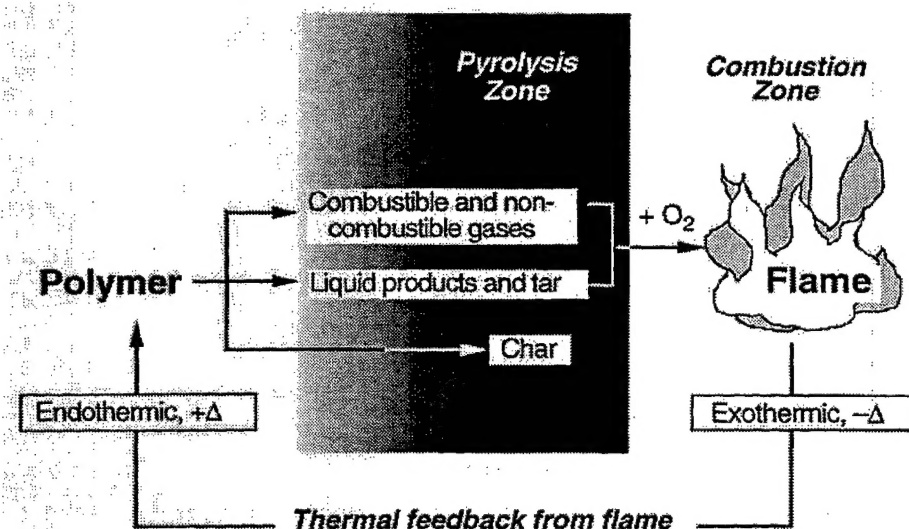 Pyrolysis
Zone
Combustion
Zone
Combustible and non-
combustible gases
+ O₂
Polymer
Liquid products and tar
Flame
Char
Endothermic, +Δ
Exothermic, –Δ
Thermal feedback from flame